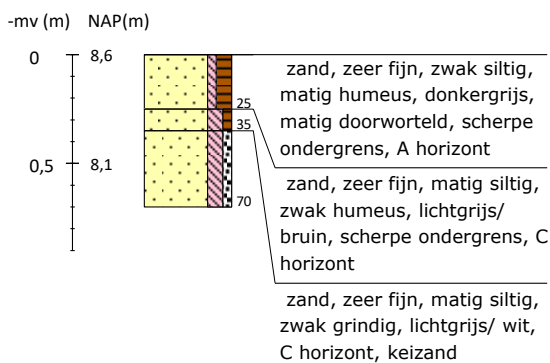 -mv (m) NAP(m)
0 8,6
zand, zeer fijn, zwak siltig,
matig humeus, donkergrijs,
matig doorworteld, scherpe
ondergrens, A horizont
25
35
0,5 8,1
zand, zeer fijn, matig siltig,
zwak humeus, lichtgrijs/
bruin, scherpe ondergrens, C
horizont
70
zand, zeer fijn, matig siltig,
zwak grindig, lichtgrijs/ wit,
C horizont, keizand